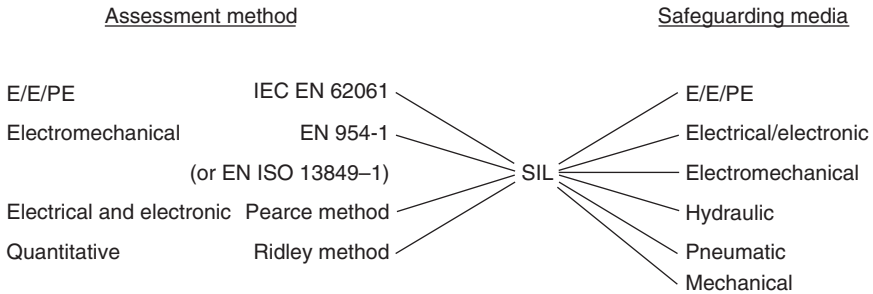 Assessment method Safeguarding media
E/E/PE IEC EN 62061 E/E/PE
Electromechanical EN 954-1 Electrical/electronic
(or EN ISO 13849–1) SIL Electromechanical
Electrical and electronic Pearce method Hydraulic
Quantitative Ridley method Pneumatic
Mechanical